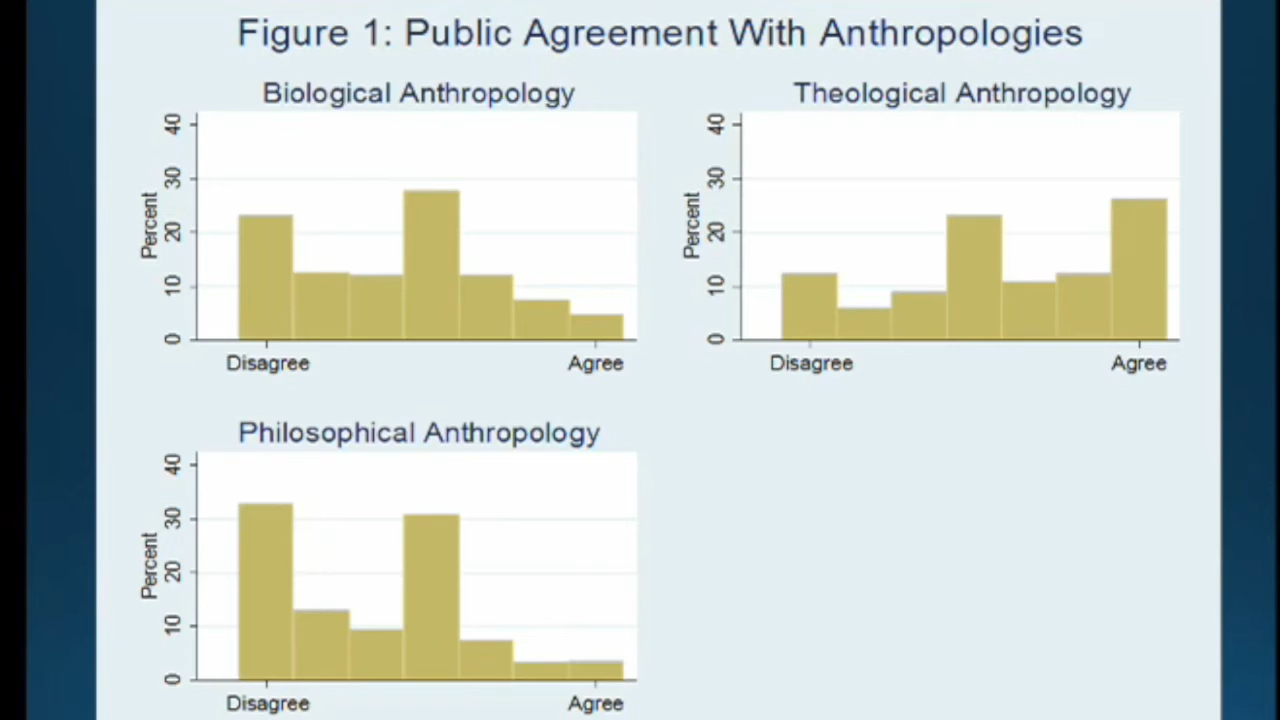 Figure 1: Public Agreement With Anthropologies
Biological Anthropology
Percent
40
30
20
10
0
Disagree
Agree
Theological Anthropology
Percent
40
30
20
10
0
Disagree
Agree
Philosophical Anthropology
Percent
40
30
20
10
0
Disagree
Agree